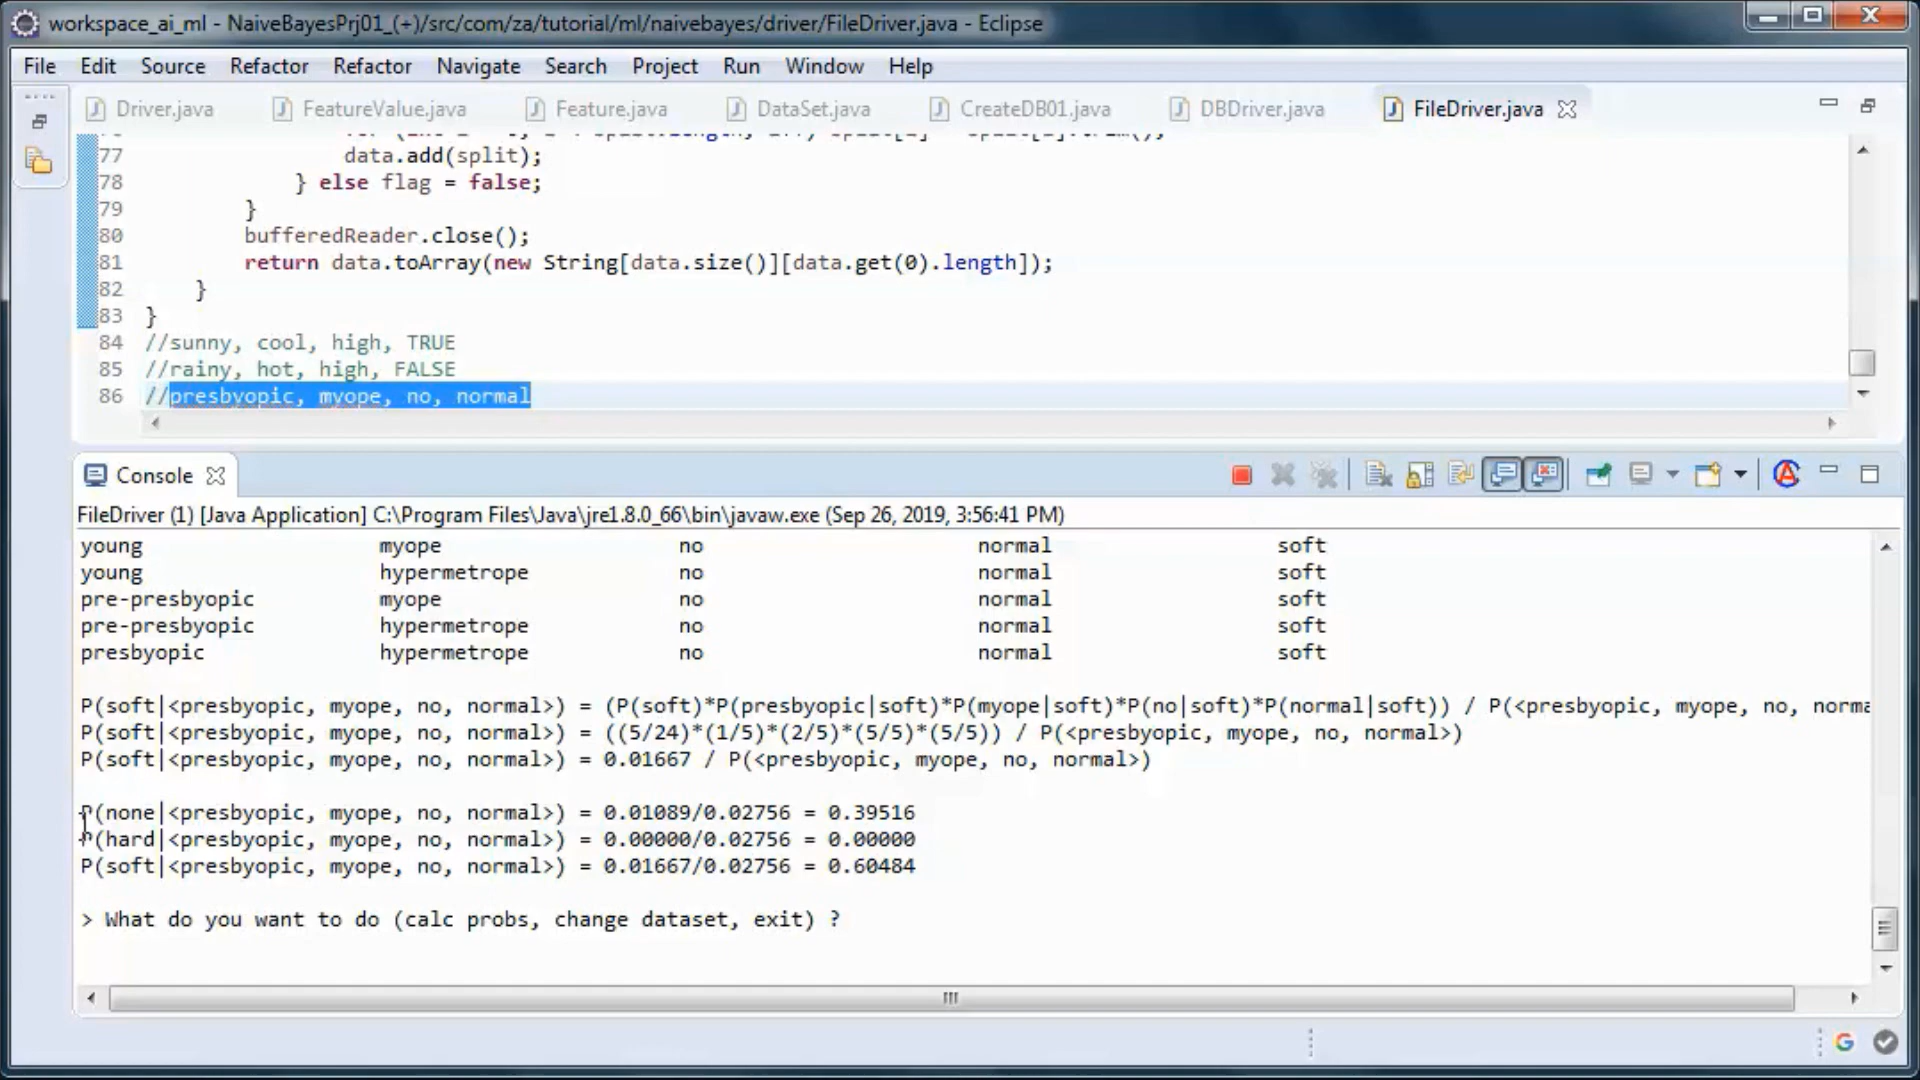 workspace_ai_ml - NaiveBayesPrj01_(+)/src/com/za/tutorial/ml/naivebayes/driver/FileDriver.java - Eclipse
File Edit Source Refactor Refactor Navigate Search Project Run Window Help
Driver.java FeatureValue.java Feature.java DataSet.java CreateDB01.java DBDriver.java FileDriver.java
77 data.add(split);
78 } else flag = false;
79 }
80 bufferedReader.close();
81 return data.toArray(new String[data.size()][data.get(0).length]);
82 }
83 }
84 //sunny, cool, high, TRUE
85 //rainy, hot, high, FALSE
86 //presbyopic, myope, no, normal
Console
FileDriver (1) [Java Application] C:\Program Files\Java\jre1.8.0_66\bin\javaw.exe (Sep 26, 2019, 3:56:41 PM)
young myope no normal soft
young hypermetrope no normal soft
pre-presbyopic myope no normal soft
pre-presbyopic hypermetrope no normal soft
presbyopic hypermetrope no normal soft
P(soft|<presbyopic, myope, no, normal>) = (P(soft)*P(presbyopic|soft)*P(myope|soft)*P(no|soft)*P(normal|soft)) / P(<presbyopic, myope, no, norma
P(soft|<presbyopic, myope, no, normal>) = ((5/24)*(1/5)*(2/5)*(5/5)*(5/5)) / P(<presbyopic, myope, no, normal>)
P(soft|<presbyopic, myope, no, normal>) = 0.01667 / P(<presbyopic, myope, no, normal>)
P(none|<presbyopic, myope, no, normal>) = 0.01089/0.02756 = 0.39516
P(hard|<presbyopic, myope, no, normal>) = 0.00000/0.02756 = 0.00000
P(soft|<presbyopic, myope, no, normal>) = 0.01667/0.02756 = 0.60484
> What do you want to do (calc probs, change dataset, exit) ?